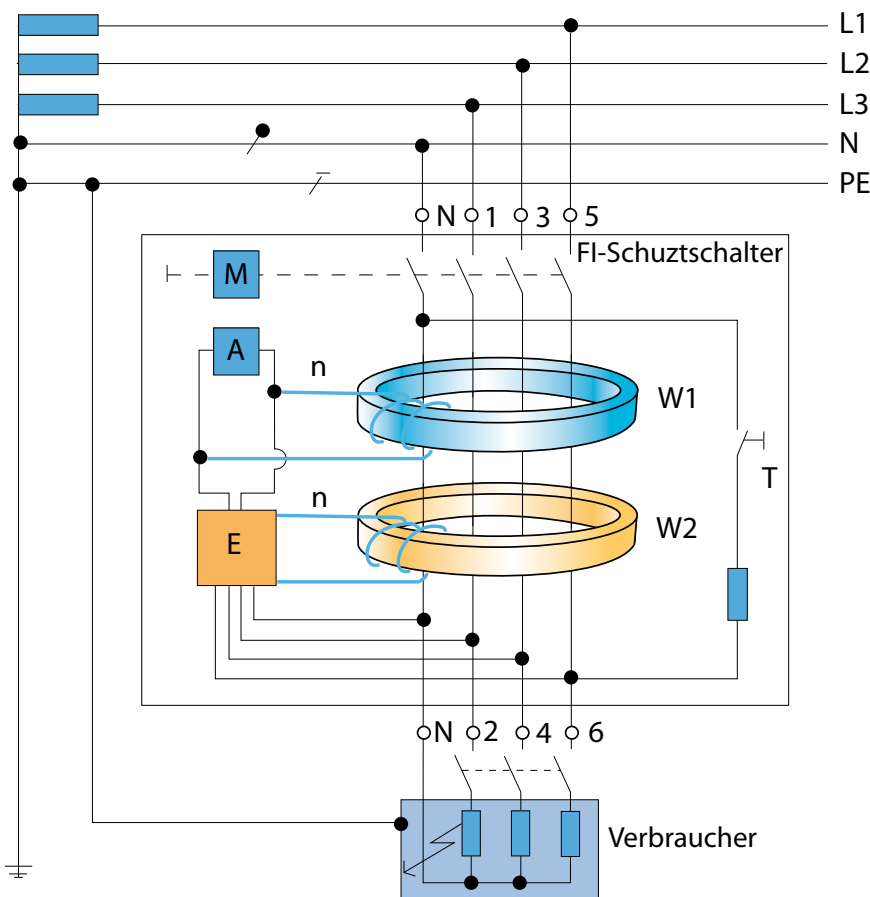 L1
L2
L3
N
PE
N 1 3 5
FI-Schuztschalter
M
A
n
W1
T
n
W2
E
N 2 4 6
Verbraucher